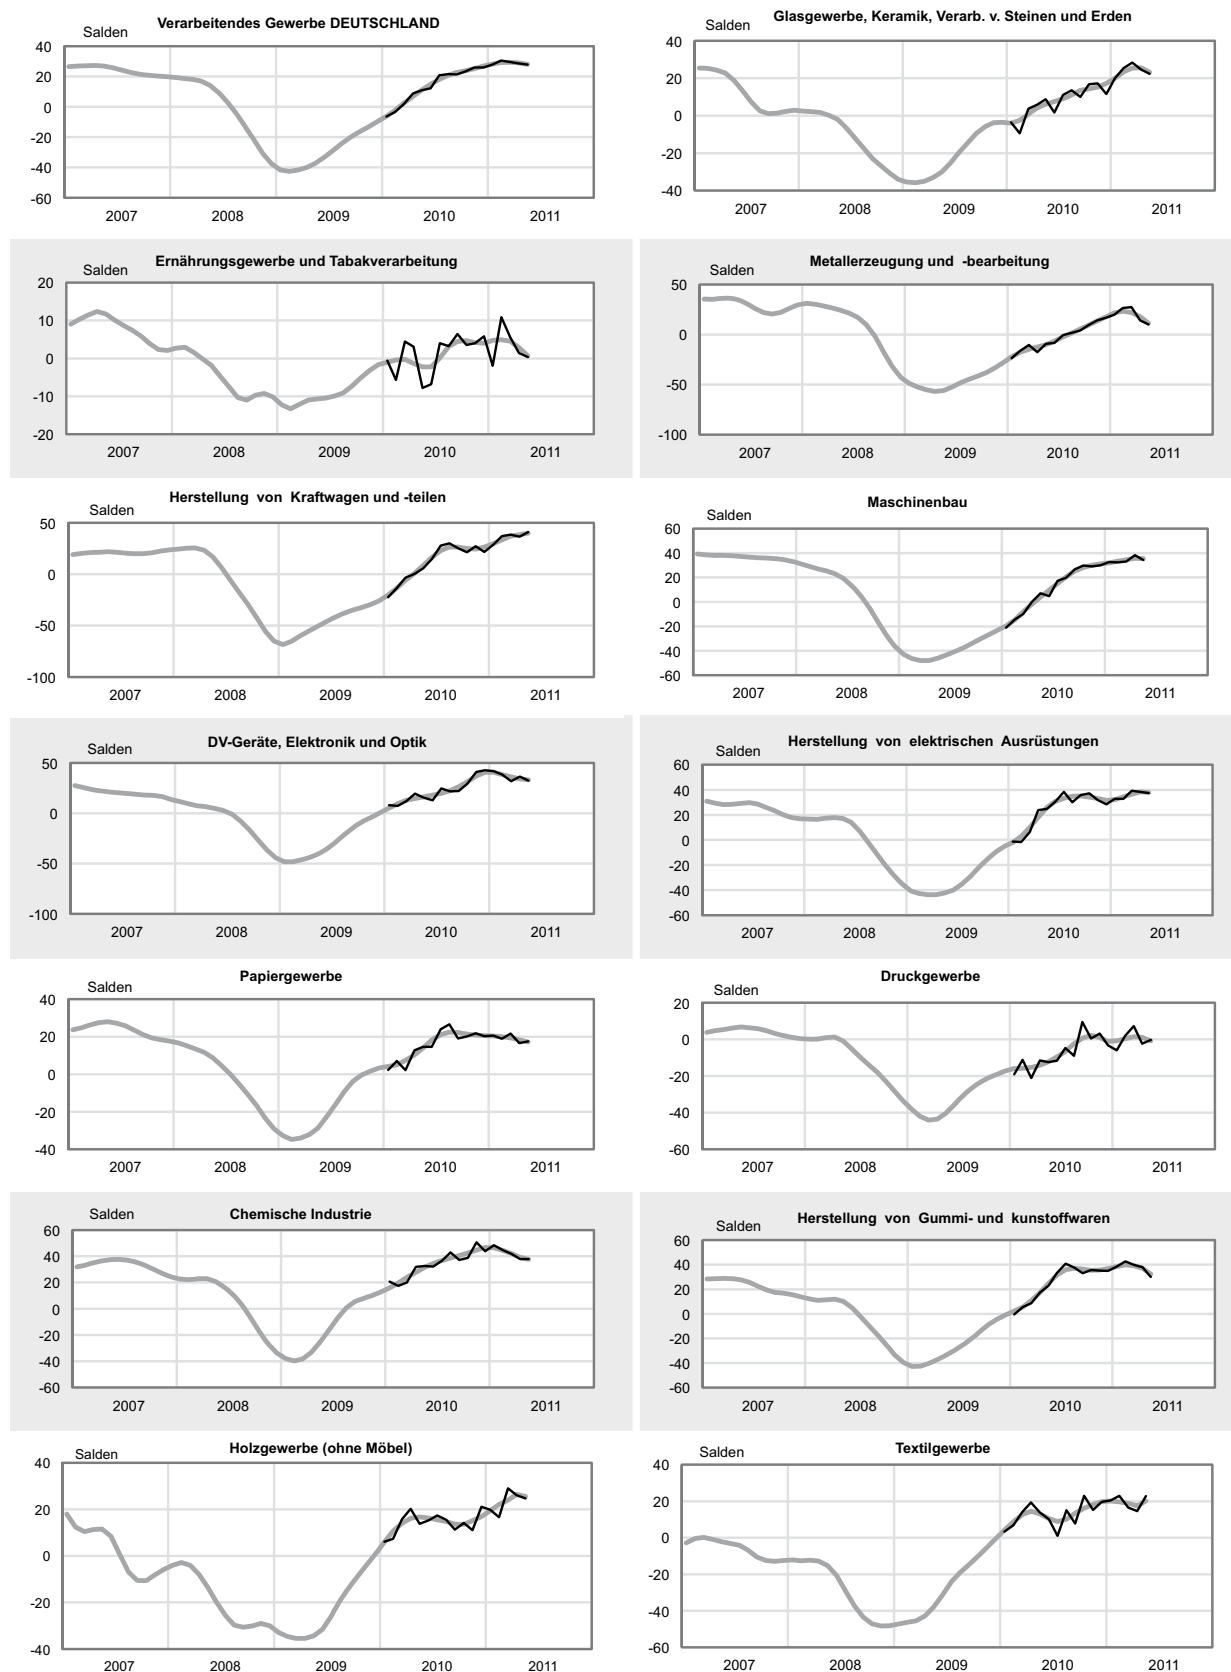 Verarbeitendes Gewerbe DEUTSCHLAND
Salden
40
20
0
-20
-40
-60
2007 2008 2009 2010 2011
Glasgewerbe, Keramik, Verarb. v. Steinen und Erden
Salden
40
20
0
-20
-40
2007 2008 2009 2010 2011
Ernährungsgewerbe und Tabakverarbeitung
Salden
20
10
0
-10
-20
2007 2008 2009 2010 2011
Metallerzeugung und -bearbeitung
Salden
50
0
-50
-100
2007 2008 2009 2010 2011
Herstellung von Kraftwagen und -teilen
Salden
50
0
-50
-100
2007 2008 2009 2010 2011
Maschinenbau
Salden
60
40
20
0
-20
-40
-60
2007 2008 2009 2010 2011
DV-Geräte, Elektronik und Optik
Salden
50
0
-50
-100
2007 2008 2009 2010 2011
Herstellung von elektrischen Ausrüstungen
Salden
60
40
20
0
-20
-40
-60
2007 2008 2009 2010 2011
Papiergewerbe
Salden
40
20
0
-20
-40
2007 2008 2009 2010 2011
Druckgewerbe
Salden
20
0
-20
-40
-60
2007 2008 2009 2010 2011
Chemische Industrie
Salden
60
40
20
0
-20
-40
-60
2007 2008 2009 2010 2011
Herstellung von Gummi- und kunstoffwaren
Salden
60
40
20
0
-20
-40
-60
2007 2008 2009 2010 2011
Holzgewerbe (ohne Möbel)
Salden
40
20
0
-20
-40
2007 2008 2009 2010 2011
Textilgewerbe
Salden
40
20
0
-20
-40
-60
2007 2008 2009 2010 2011